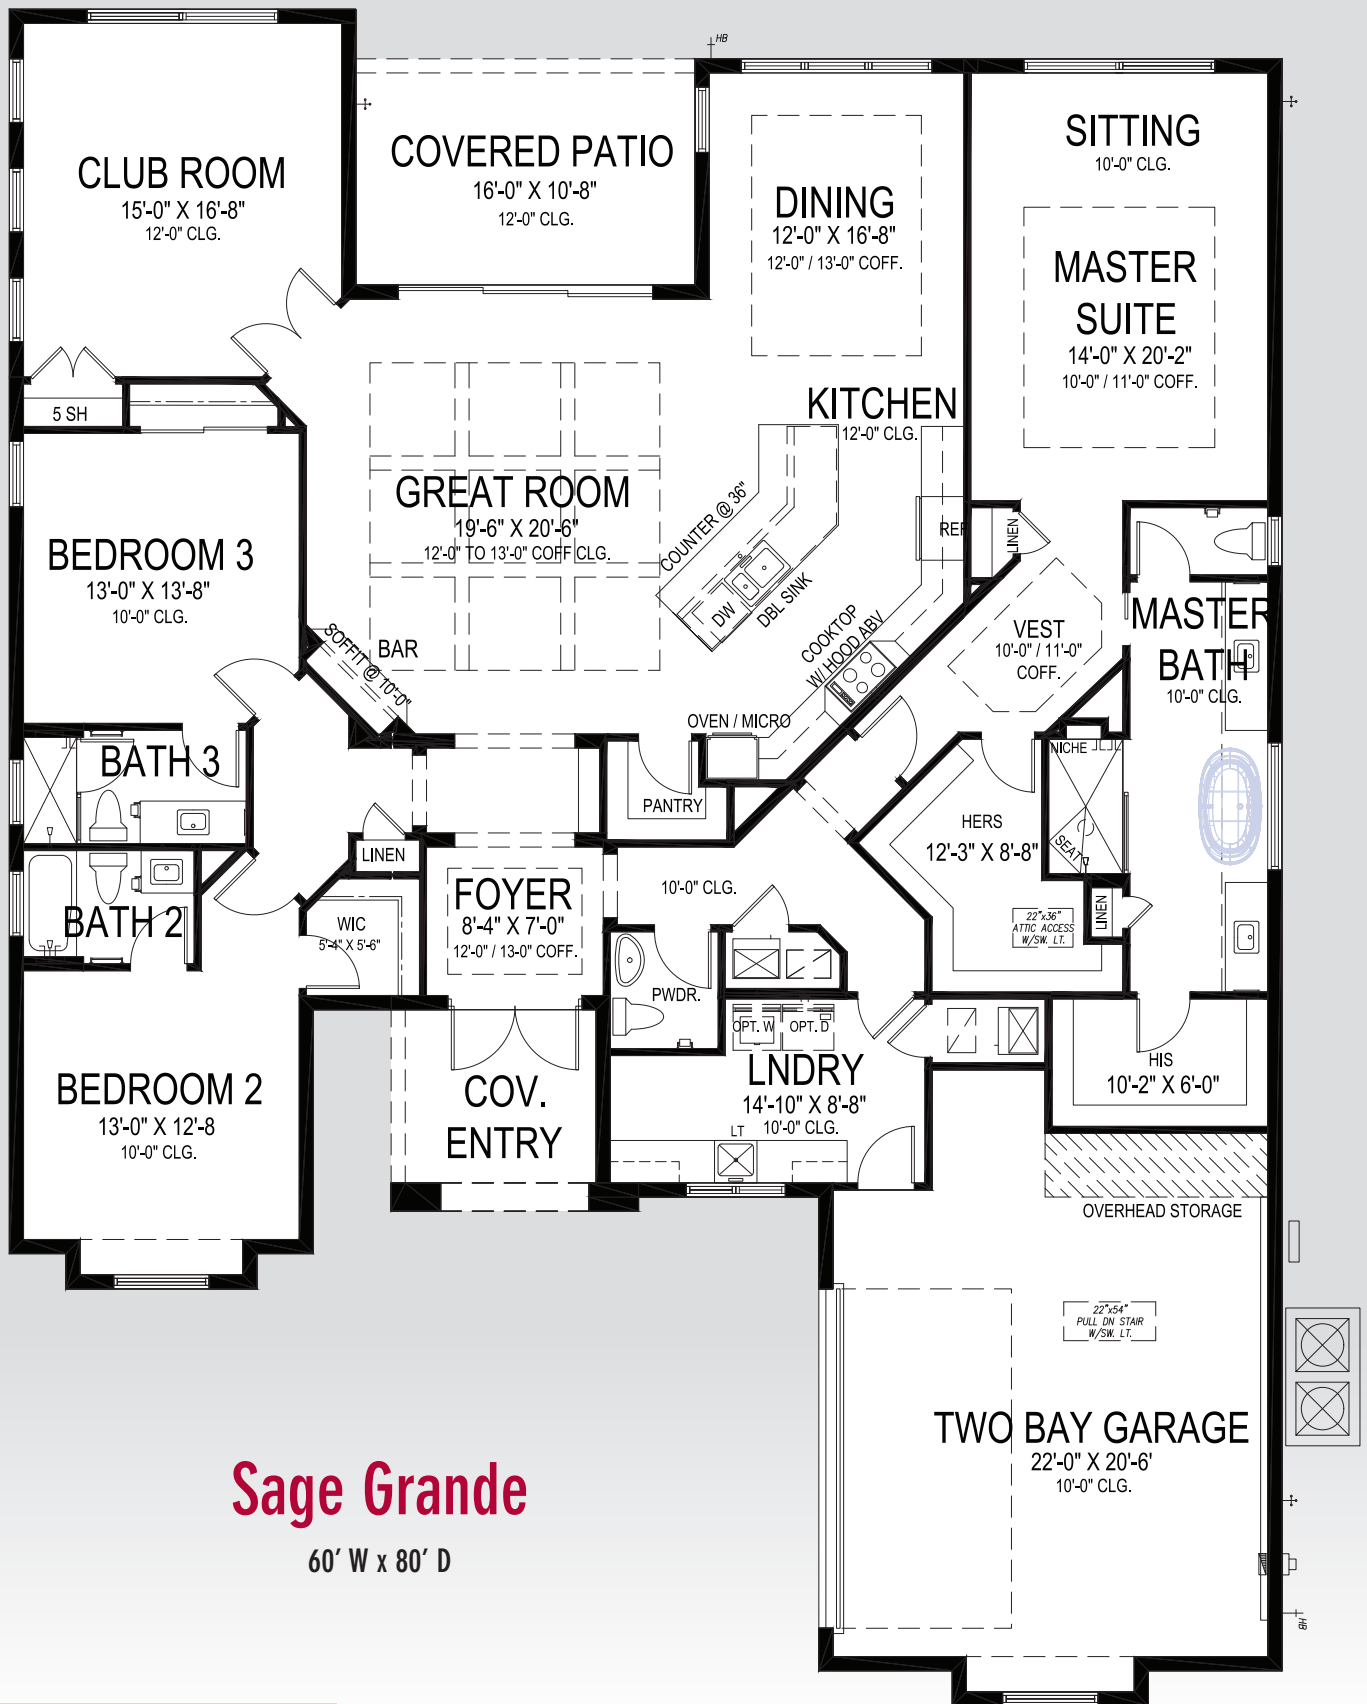 HB
CLUB ROOM
15'-0" X 16'-8"
12'-0" CLG.
COVERED PATIO
16'-0" X 10'-8"
12'-0" CLG.
DINING
12'-0" X 16'-8"
12'-0" / 13'-0" COFF.
SITTING
10'-0" CLG.
MASTER
SUITE
14'-0" X 20'-2"
10'-0" / 11'-0" COFF.
5 SH
KITCHEN
12'-0" CLG.
GREAT ROOM
19'-6" X 20'-6"
12'-0" TO 13'-0" COFF CLG.
COUNTER @ 36"
DW
DBL SINK
REF
LINEN
COOKTOP
W/ HOOD ABV
OVEN / MICRO
BEDROOM 3
13'-0" X 13'-8"
10'-0" CLG.
SOFFIT @ 10'-0"
BAR
VEST
10'-0" / 11'-0"
COFF.
MASTER
BATH
10'-0" CLG.
BATH 3
PANTRY
NICHE
SEAT
HERS
12'-3" X 8'-8"
22"x36"
ATTIC ACCESS
W/SW. LT.
LINEN
LINEN
BATH 2
WIC
5'-4" X 5'-6"
FOYER
8'-4" X 7'-0"
12'-0" / 13-0" COFF.
10'-0" CLG.
PWDR.
OPT. W
OPT. D
BEDROOM 2
13'-0" X 12'-8
10'-0" CLG.
COV.
ENTRY
LNDRY
14'-10" X 8'-8"
10'-0" CLG.
LT
HIS
10'-2" X 6'-0"
OVERHEAD STORAGE
22"x54"
PULL DN STAIR
W/SW. LT.
TWO BAY GARAGE
22'-0" X 20'-6'
10'-0" CLG.
HB
Sage Grande
60' W x 80' D